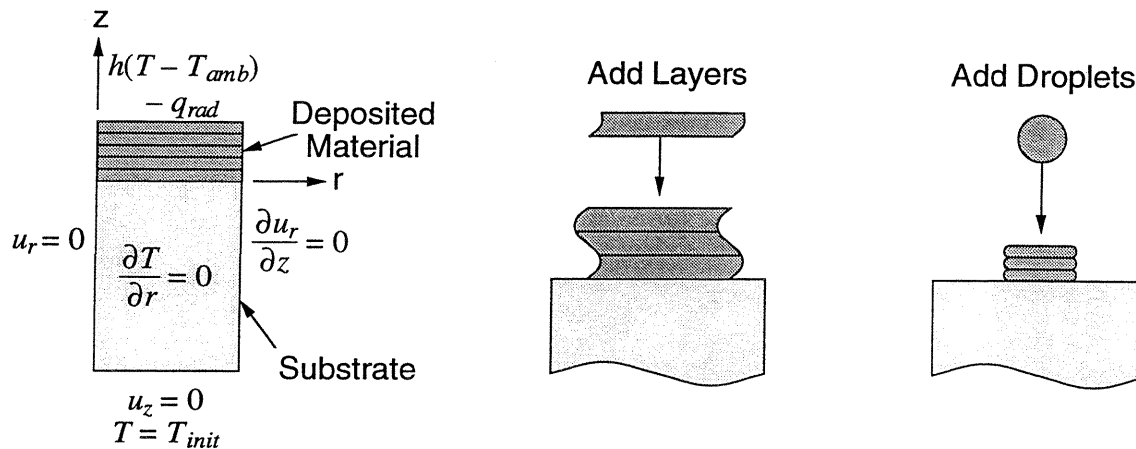 z
h(T − T_amb)
− q_rad
Deposited
Material
r
u_r = 0
∂u_r/∂z = 0
∂T/∂r = 0
Substrate
u_z = 0
T = T_init
Add Layers
Add Droplets